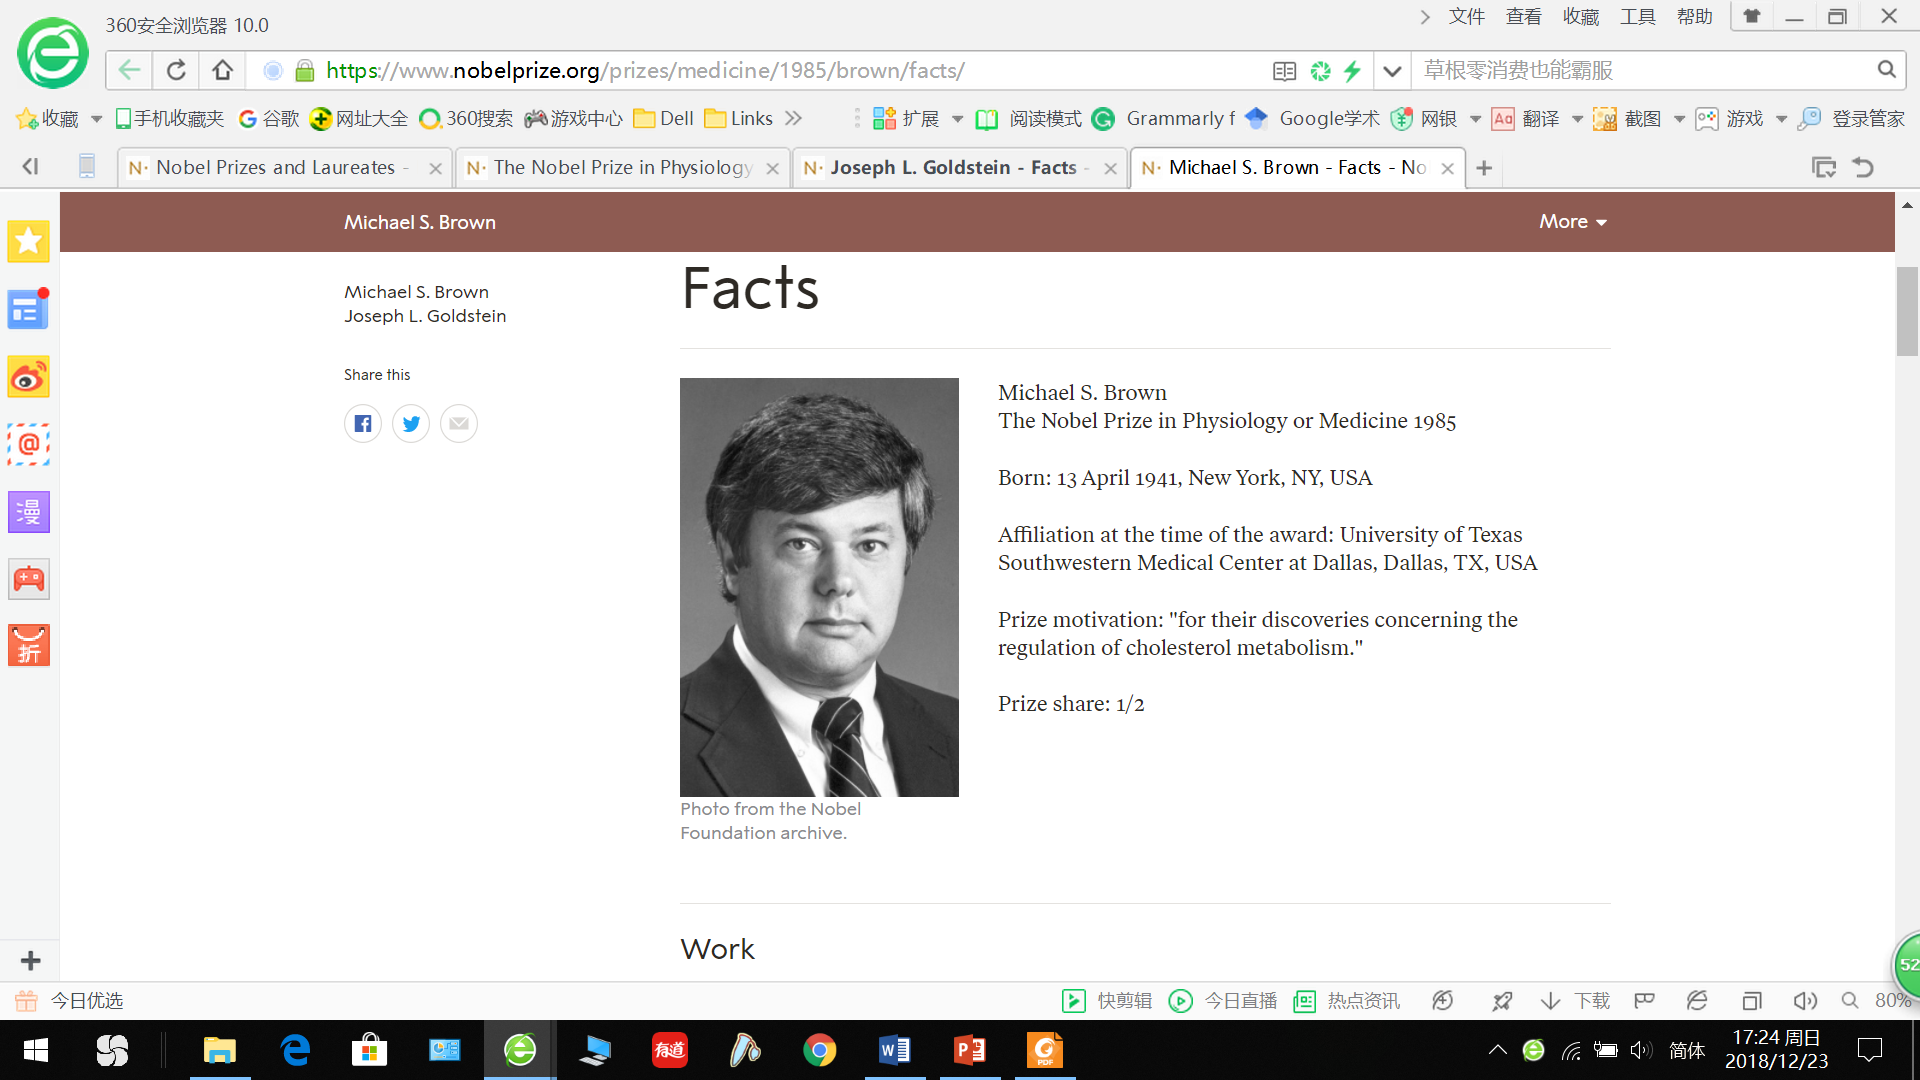 360安全浏览器 10.0
文件 查看 收藏 工具 帮助
https://www.nobelprize.org/prizes/medicine/1985/brown/facts/
草根零消费也能霸服
收藏 手机收藏夹 谷歌 网址大全 360搜索 游戏中心 Dell Links
扩展 阅读模式 Grammarly f Google学术 网银 翻译 截图 游戏 登录管家
Nobel Prizes and Laureates -
The Nobel Prize in Physiology
Joseph L. Goldstein - Facts -
Michael S. Brown - Facts - No
Michael S. Brown
More
Michael S. Brown
Joseph L. Goldstein
Share this
Facts
Michael S. Brown
The Nobel Prize in Physiology or Medicine 1985
Born: 13 April 1941, New York, NY, USA
Affiliation at the time of the award: University of Texas
Southwestern Medical Center at Dallas, Dallas, TX, USA
Prize motivation: "for their discoveries concerning the
regulation of cholesterol metabolism."
Prize share: 1/2
Photo from the Nobel
Foundation archive.
Work
漫
折
52
今日优选
快剪辑 今日直播 热点资讯 下载 80%
有道
PDF
简体
17:24 周日
2018/12/23